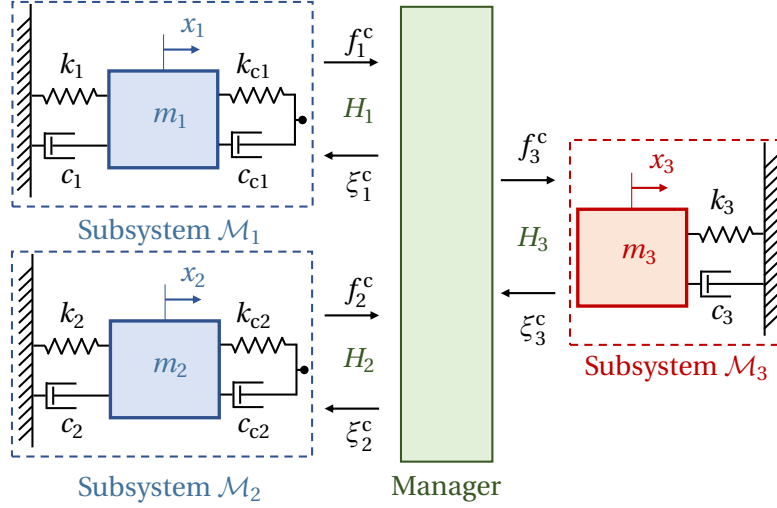 x₁
k₁
k_c1
m₁
c₁
c_c1
Subsystem ℳ₁
f₁ᶜ
H₁
ξ₁ᶜ
x₂
k₂
k_c2
m₂
c₂
c_c2
Subsystem ℳ₂
f₂ᶜ
H₂
ξ₂ᶜ
Manager
f₃ᶜ
H₃
ξ₃ᶜ
x₃
k₃
m₃
c₃
Subsystem ℳ₃